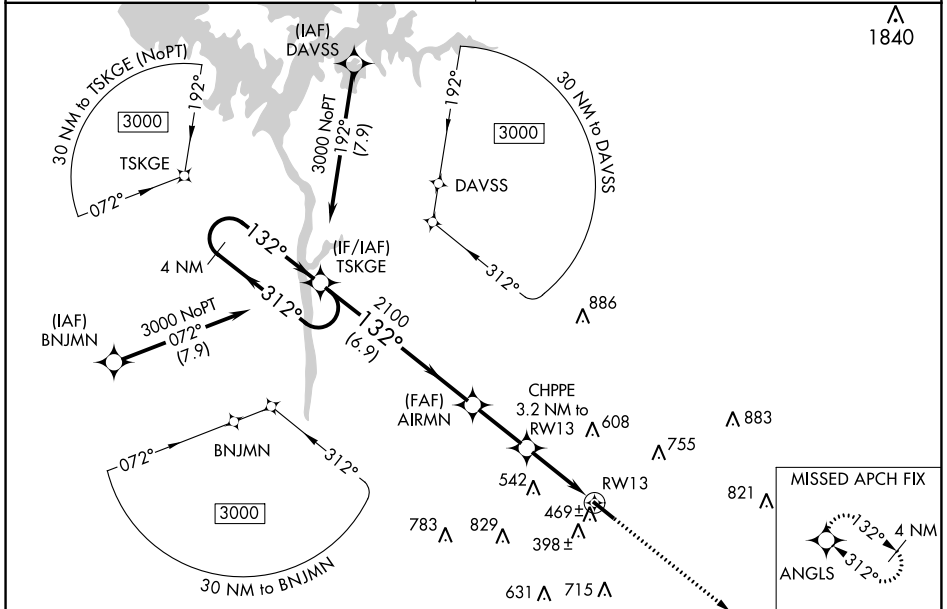 1840
(IAF)
DAVSS
30 NM to TSKGE (NoPT)
3000
192°
TSKGE
072°
3000 NoPT
192°
(7.9)
30 NM to DAVSS
192°
3000
DAVSS
312°
132°
4 NM
312°
(IF/IAF)
TSKGE
2100
132°
(6.9)
886
(IAF)
BNJMN
3000 NoPT
072°
(7.9)
(FAF)
AIRMN
CHPPE
3.2 NM to
RW13
608
883
755
072°
BNJMN
312°
3000
30 NM to BNJMN
542
RW13
469±
398±
783
829
821
631
715
MISSED APCH FIX
132°
4 NM
312°
ANGLS